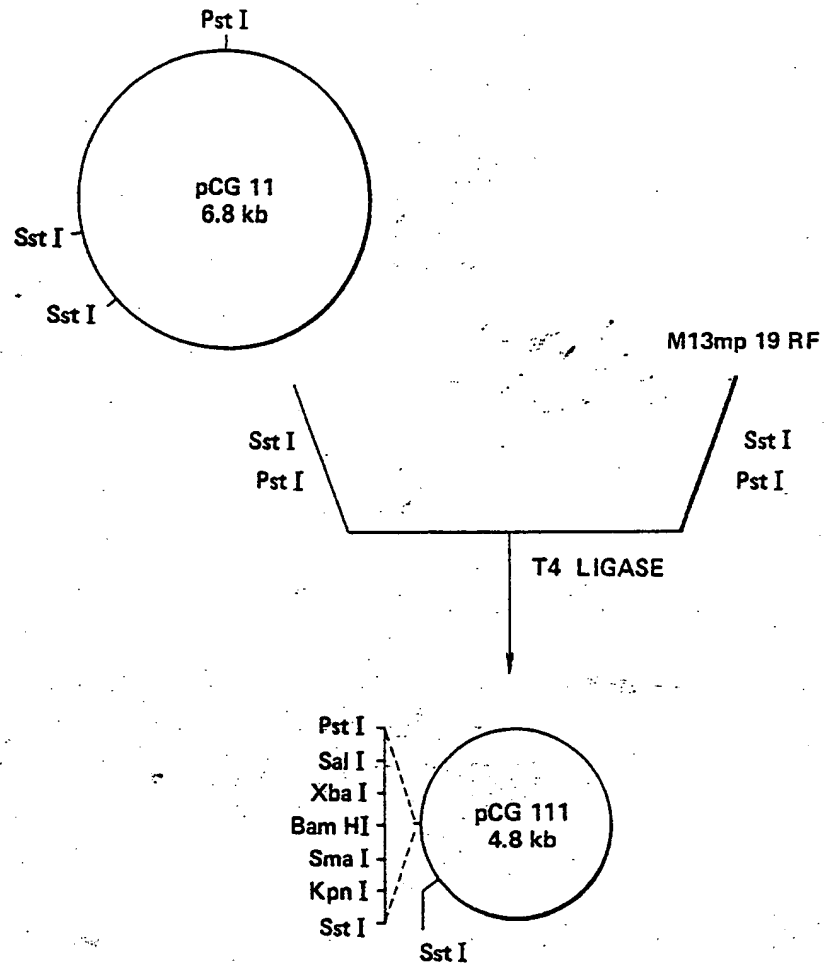 Pst I
pCG 11
6.8 kb
Sst I
Sst I
M13mp 19 RF
Sst I
Pst I
Sst I
Pst I
T4 LIGASE
Pst I
Sal I
Xba I
Bam HI
Sma I
Kpn I
Sst I
pCG 111
4.8 kb
Sst I